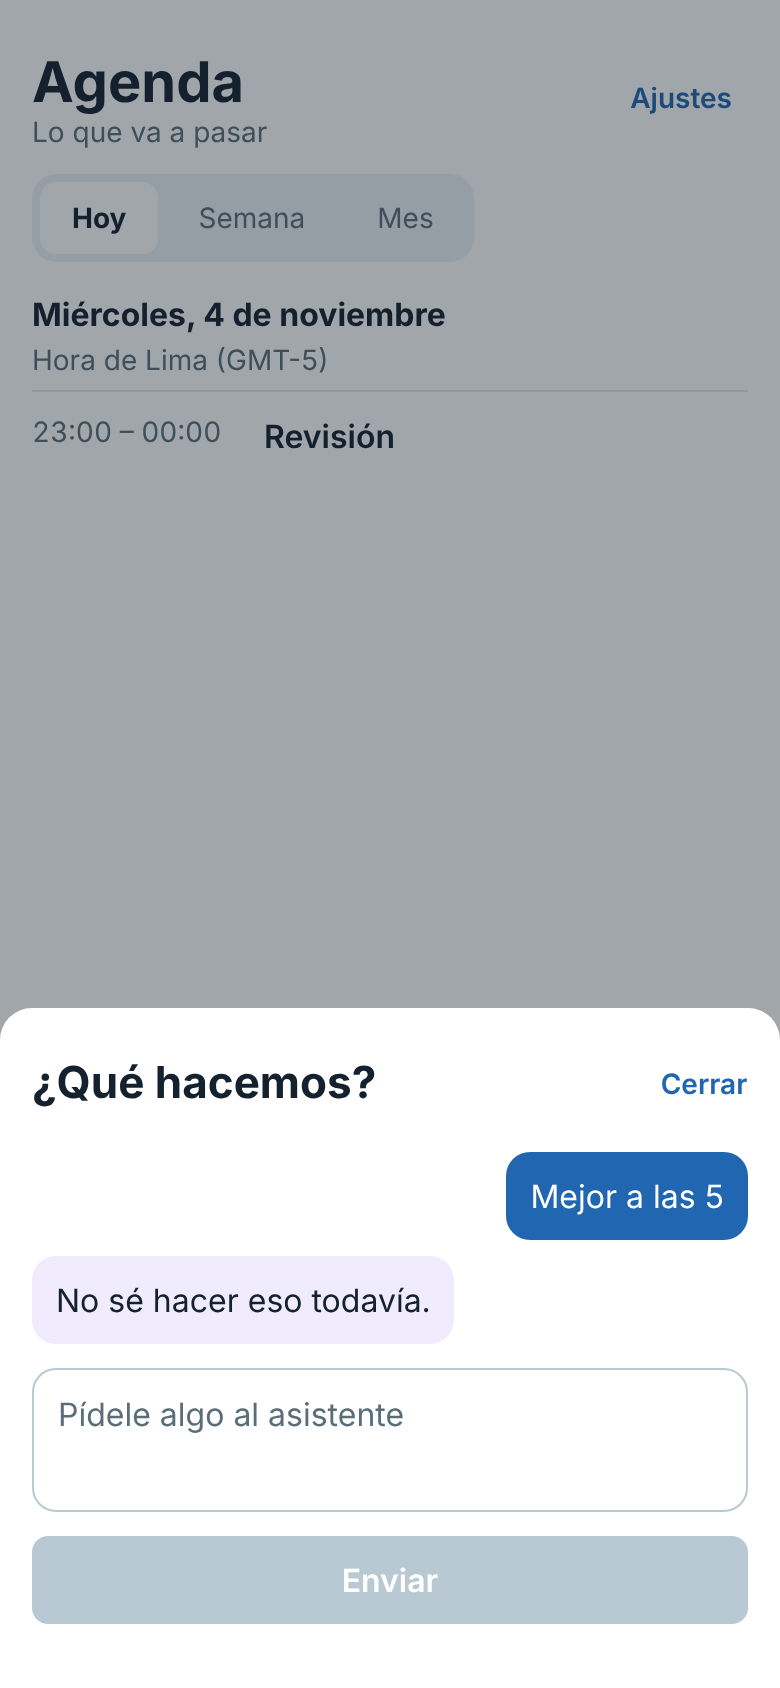 Agenda
Ajustes
Lo que va a pasar
Hoy
Semana
Mes
Miércoles, 4 de noviembre
Hora de Lima (GMT-5)
23:00 – 00:00
Revisión
¿Qué hacemos?
Cerrar
Mejor a las 5
No sé hacer eso todavía.
Pídele algo al asistente
Enviar